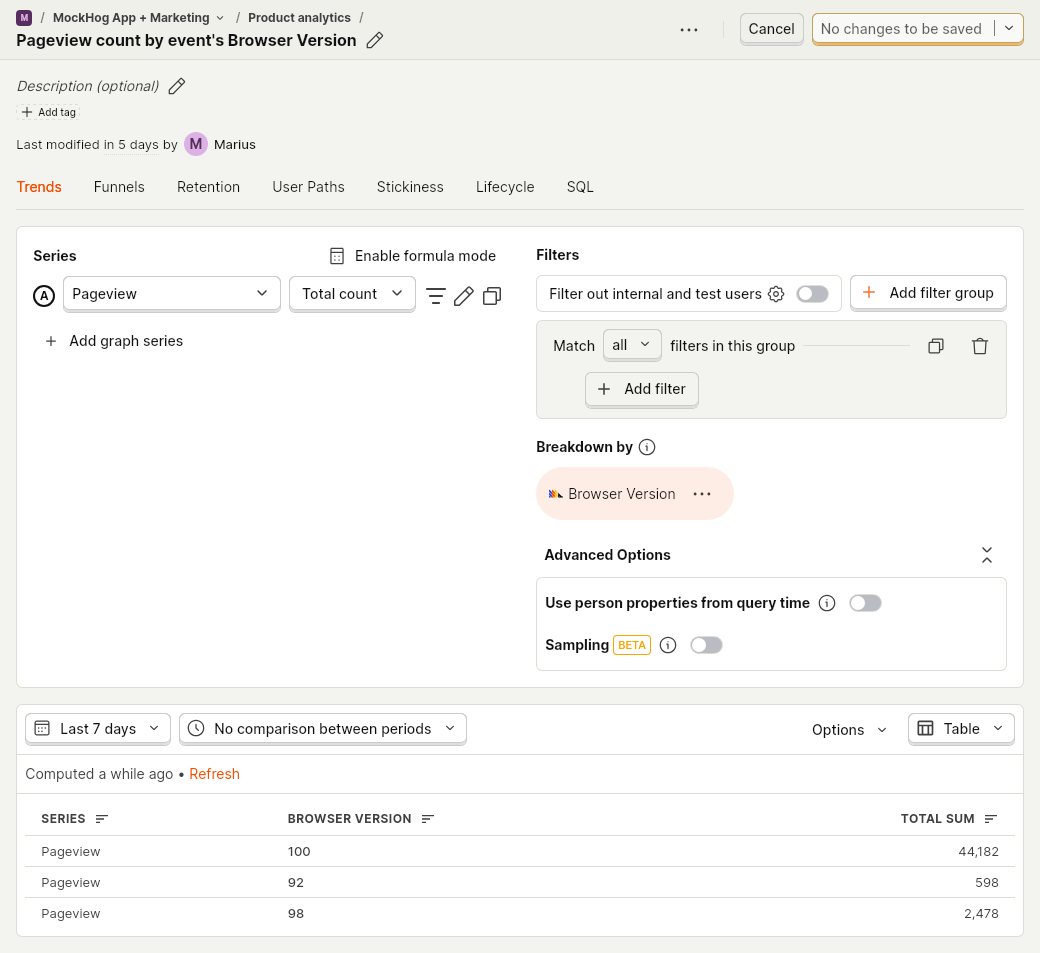 M / MockHog App + Marketing / Product analytics /
Pageview count by event's Browser Version
Cancel
No changes to be saved
Description (optional)
Add tag
Last modified in 5 days by M Marius
Trends Funnels Retention User Paths Stickiness Lifecycle SQL
Series
Enable formula mode
A Pageview Total count
Add graph series
Filters
Filter out internal and test users
Add filter group
Match all filters in this group
Add filter
Breakdown by
Browser Version
Advanced Options
Use person properties from query time
Sampling BETA
Last 7 days No comparison between periods Options Table
Computed a while ago • Refresh
SERIES BROWSER VERSION TOTAL SUM
Pageview 100 44,182
Pageview 92 598
Pageview 98 2,478